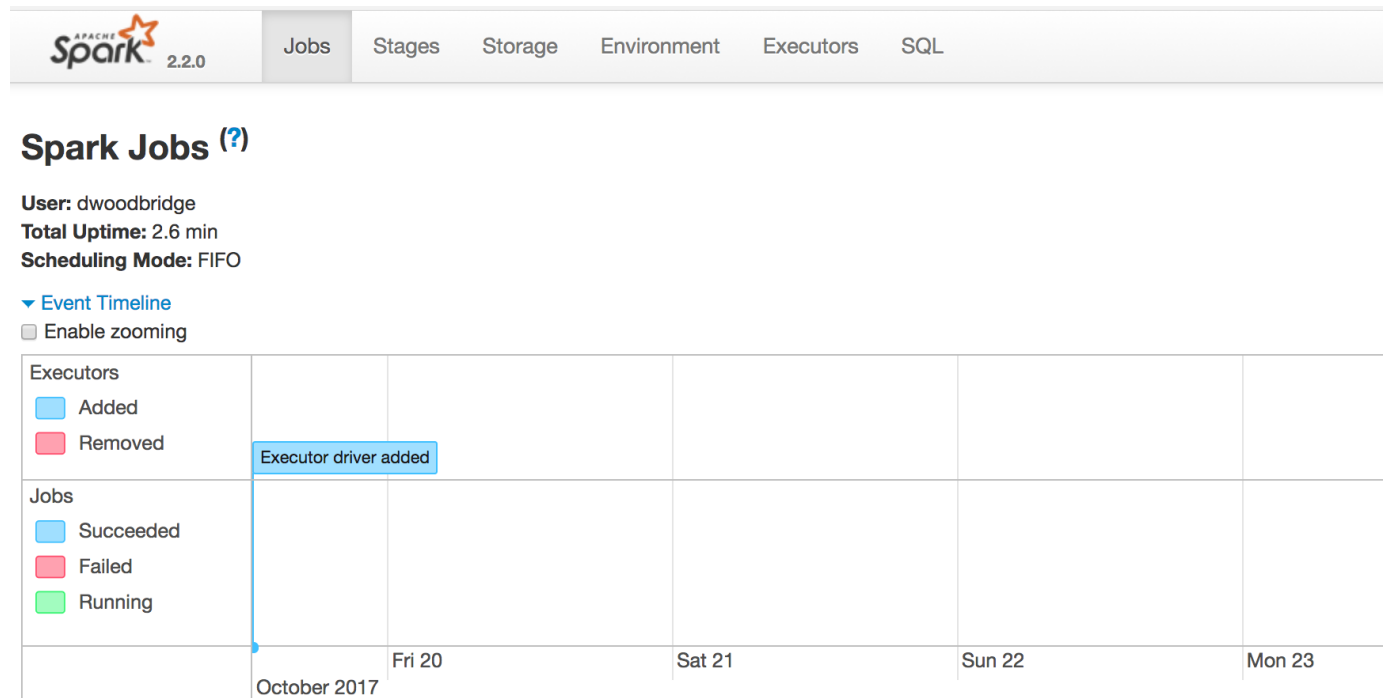 APACHE Spark 2.2.0 Jobs Stages Storage Environment Executors SQL
Spark Jobs (?)
User: dwoodbridge
Total Uptime: 2.6 min
Scheduling Mode: FIFO
Event Timeline
Enable zooming
Executors
Added
Removed
Executor driver added
Jobs
Succeeded
Failed
Running
Fri 20 Sat 21 Sun 22 Mon 23
October 2017